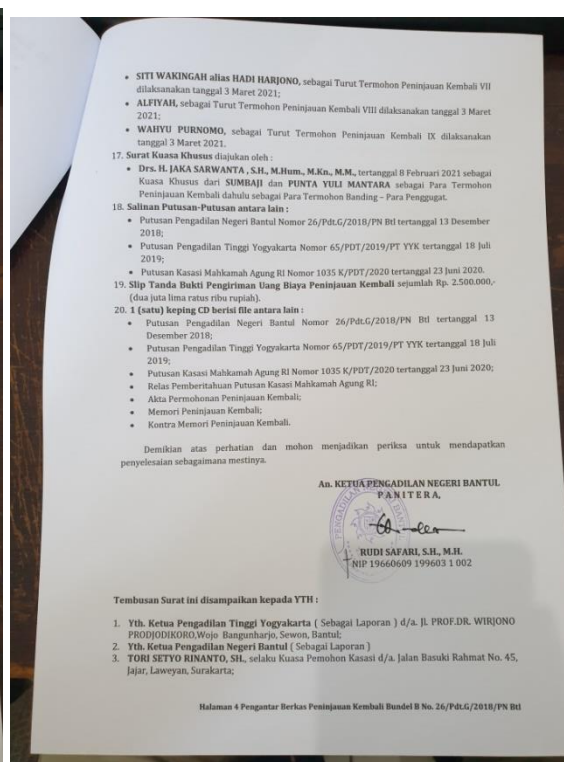 • SITI WAKINGAH alias HADI HARJONO, sebagai Turut Termohon Peninjauan Kembali VII
dilaksanakan tanggal 3 Maret 2021;
• ALFIYAH, sebagai Turut Termohon Peninjauan Kembali VIII dilaksanakan tanggal 3 Maret
2021;
• WAHYU PURNOMO, sebagai Turut Termohon Peninjauan Kembali IX dilaksanakan
tanggal 3 Maret 2021.
17. Surat Kuasa Khusus diajukan oleh :
• Drs. H. JAKA SARWANTA , S.H., M.Hum., M.Kn., M.M., tertanggal 8 Februari 2021 sebagai
Kuasa Khusus dari SUMBAJI dan PUNTA YULI MANTARA sebagai Para Termohon
Peninjauan Kembali dahulu sebagai Para Termohon Banding – Para Penggugat.
18. Salinan Putusan-Putusan antara lain :
• Putusan Pengadilan Negeri Bantul Nomor 26/Pdt.G/2018/PN Btl tertanggal 13 Desember
2018;
• Putusan Pengadilan Tinggi Yogyakarta Nomor 65/PDT/2019/PT YYK tertanggal 18 Juli
2019;
• Putusan Kasasi Mahkamah Agung RI Nomor 1035 K/PDT/2020 tertanggal 23 Juni 2020.
19. Slip Tanda Bukti Pengiriman Uang Biaya Peninjauan Kembali sejumlah Rp. 2.500.000,-
(dua juta lima ratus ribu rupiah).
20. 1 (satu) keping CD berisi file antara lain :
• Putusan Pengadilan Negeri Bantul Nomor 26/Pdt.G/2018/PN Btl tertanggal 13
Desember 2018;
• Putusan Pengadilan Tinggi Yogyakarta Nomor 65/PDT/2019/PT YYK tertanggal 18 Juli
2019;
• Putusan Kasasi Mahkamah Agung RI Nomor 1035 K/PDT/2020 tertanggal 23 Juni 2020;
• Relas Pemberitahuan Putusan Kasasi Mahkamah Agung RI;
• Akta Permohonan Peninjauan Kembali;
• Memori Peninjauan Kembali;
• Kontra Memori Peninjauan Kembali.
Demikian atas perhatian dan mohon menjadikan periksa untuk mendapatkan
penyelesaian sebagaimana mestinya.
An. KETUA PENGADILAN NEGERI BANTUL
P A N I T E R A,
PENGADILAN NEGERI BANTUL
RUDI SAFARI, S.H., M.H.
NIP 19660609 199603 1 002
Tembusan Surat ini disampaikan kepada YTH :
1. Yth. Ketua Pengadilan Tinggi Yogyakarta ( Sebagai Laporan ) d/a. Jl. PROF.DR. WIRJONO
PRODJODIKORO,Wojo Bangunharjo, Sewon, Bantul;
2. Yth. Ketua Pengadilan Negeri Bantul ( Sebagai Laporan )
3. TORI SETYO RINANTO, SH., selaku Kuasa Pemohon Kasasi d/a. Jalan Basuki Rahmat No. 45,
Jajar, Laweyan, Surakarta;
Halaman 4 Pengantar Berkas Peninjauan Kembali Bundel B No. 26/Pdt.G/2018/PN Btl